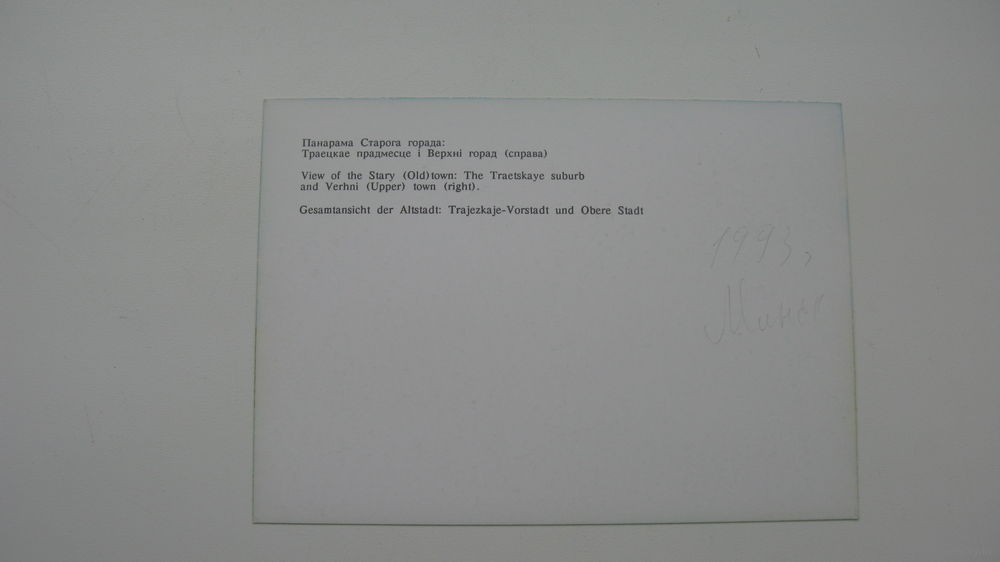 Панарама Старога горада:
Траецкае прадмесце і Верхні горад (справа)
View of the Stary (Old)town: The Traetskaye suburb
and Verhni (Upper) town (right).
Gesamtansicht der Altstadt: Trajezkaje-Vorstadt und Obere Stadt
1993,
Минск